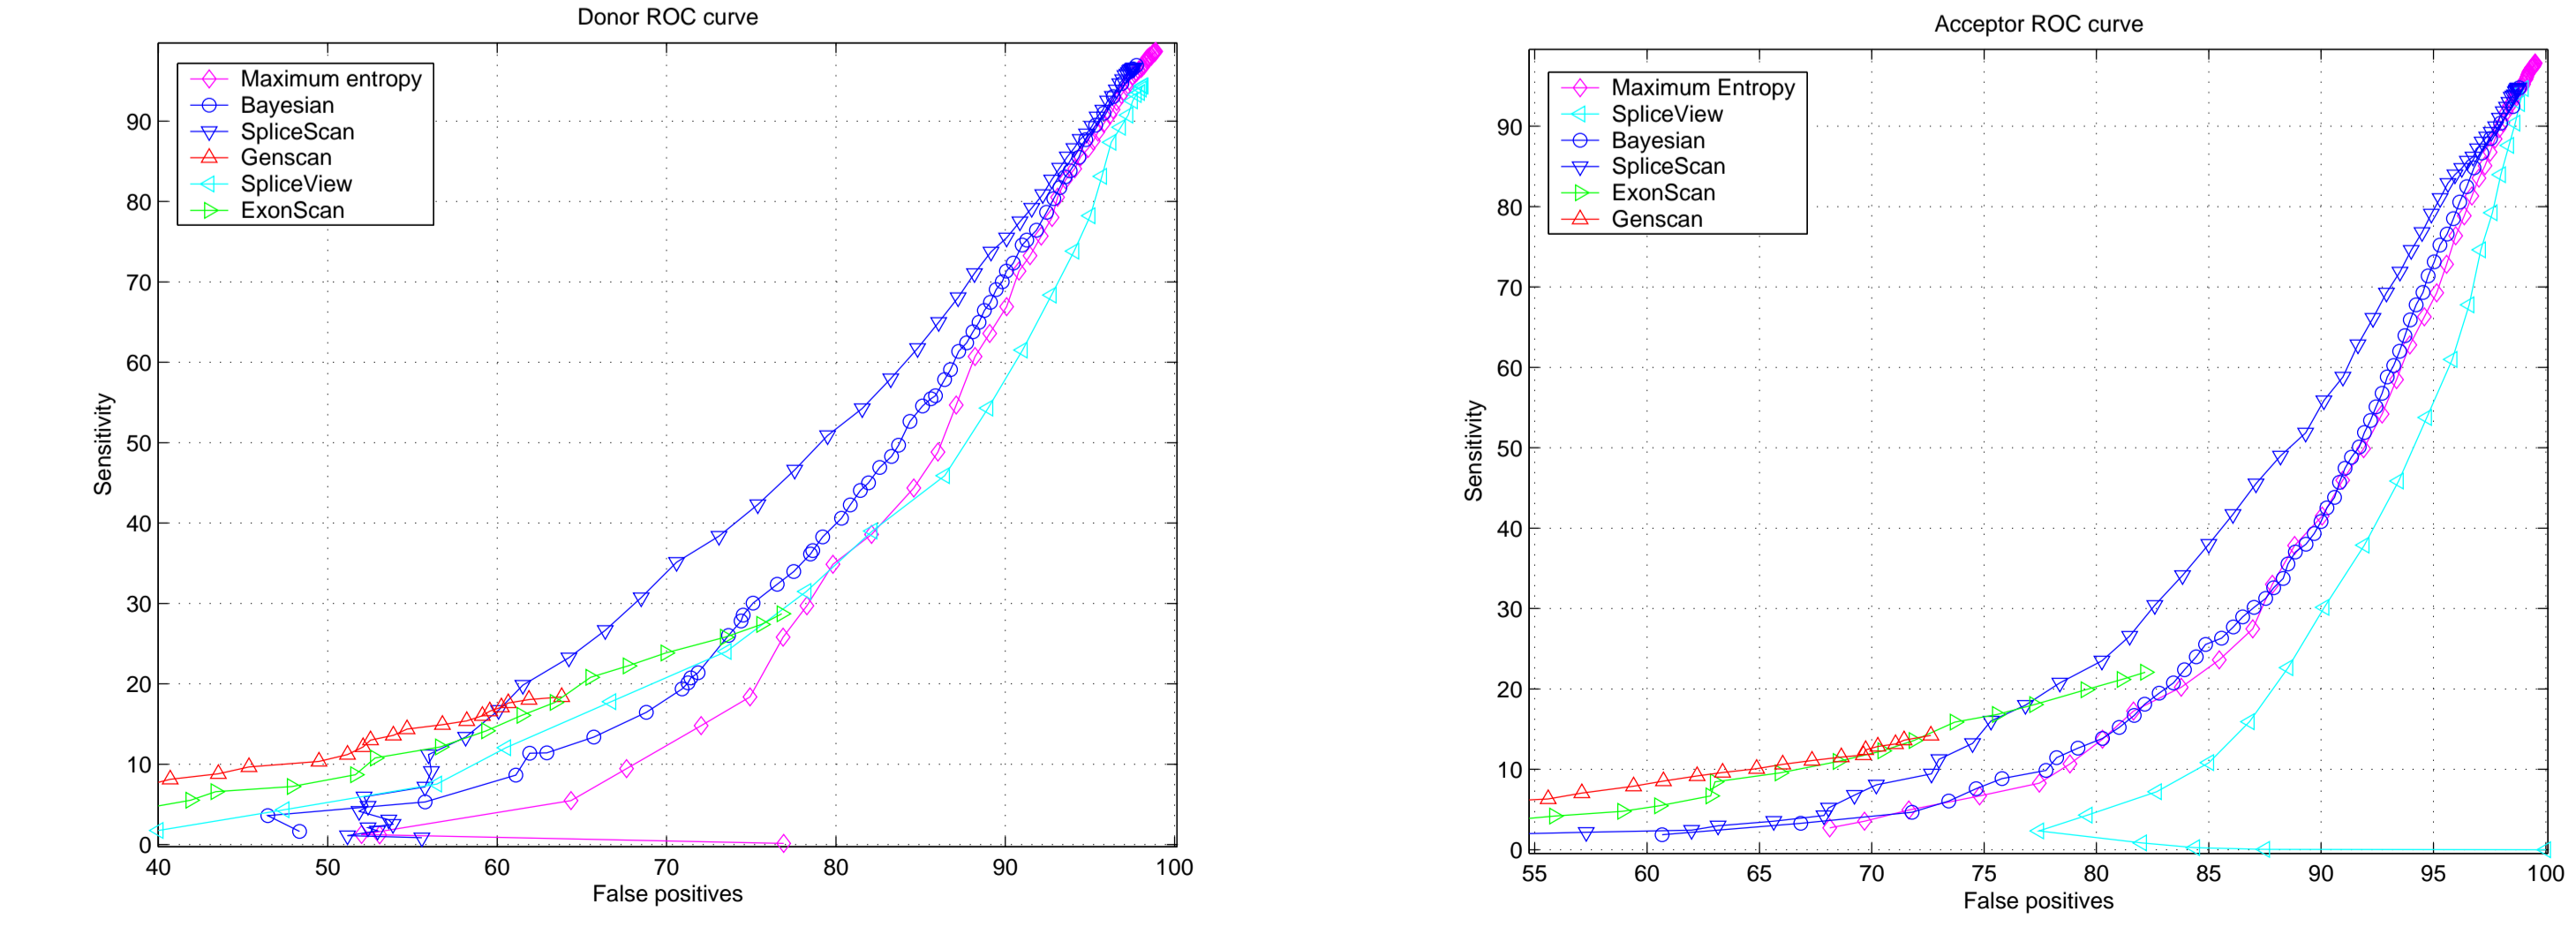 Donor ROC curve
Maximum entropy
Bayesian
SpliceScan
Genscan
SpliceView
ExonScan
90
80
70
60
50
40
30
20
10
0
Sensitivity
40 50 60 70 80 90 100
False positives
Acceptor ROC curve
Maximum Entropy
SpliceView
Bayesian
SpliceScan
ExonScan
Genscan
90
80
70
60
50
40
30
20
10
0
Sensitivity
55 60 65 70 75 80 85 90 95 100
False positives